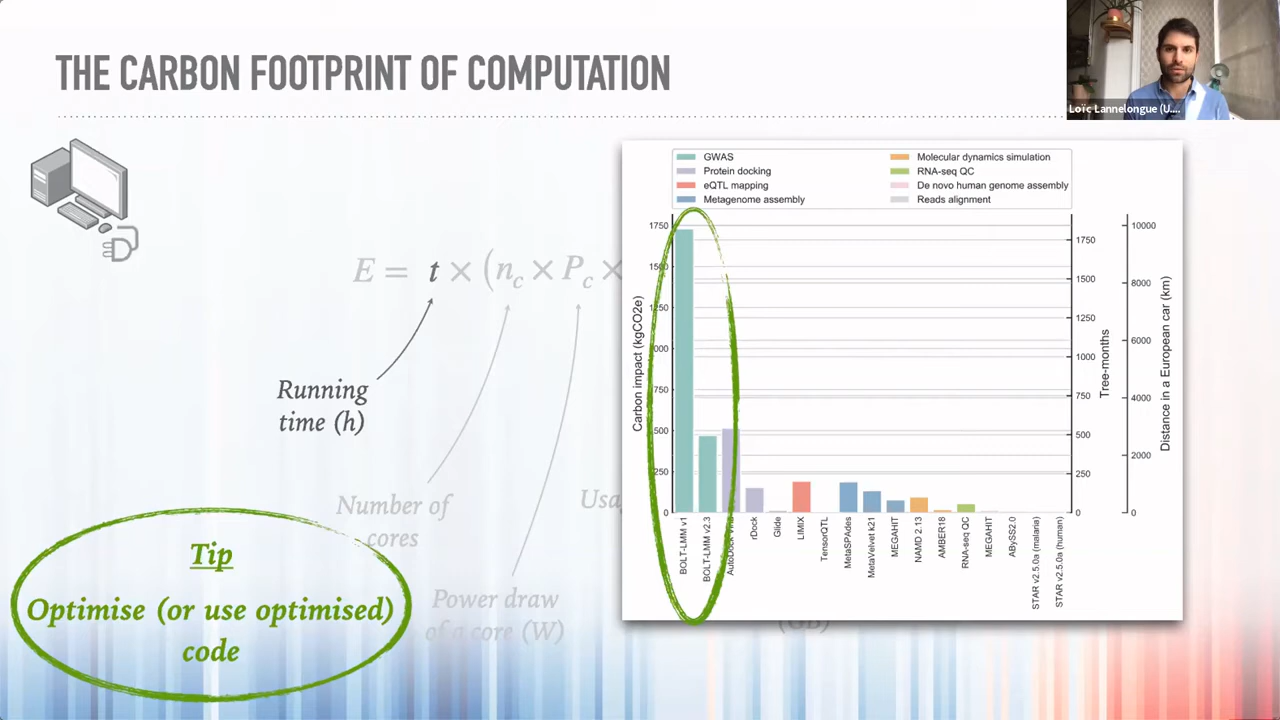 THE CARBON FOOTPRINT OF COMPUTATION
Loïc Lannelongue (U....
E = t × (n_c × P_c ×
Running
time (h)
Number of
cores
Power draw
of a core (W)
(GB)
Tip
Optimise (or use optimised)
code
GWAS
Protein docking
eQTL mapping
Metagenome assembly
Molecular dynamics simulation
RNA-seq QC
De novo human genome assembly
Reads alignment
Carbon impact (kgCO2e)
1750
1500
1250
1000
750
500
250
0
Tree-months
1750
1500
1250
1000
750
500
250
0
Distance in a European car (km)
10000
8000
6000
4000
2000
0
BOLT-LMM v1
BOLT-LMM v2.3
AutoDock Vina
rDock
Glide
LIMIX
TensorQTL
MetaSPAdes
MetaVelvet k21
MEGAHIT
NAMD 2.13
AMBER18
RNA-seq QC
MEGAHIT
ABySS2.0
STAR v2.5.0a (malaria)
STAR v2.5.0a (human)